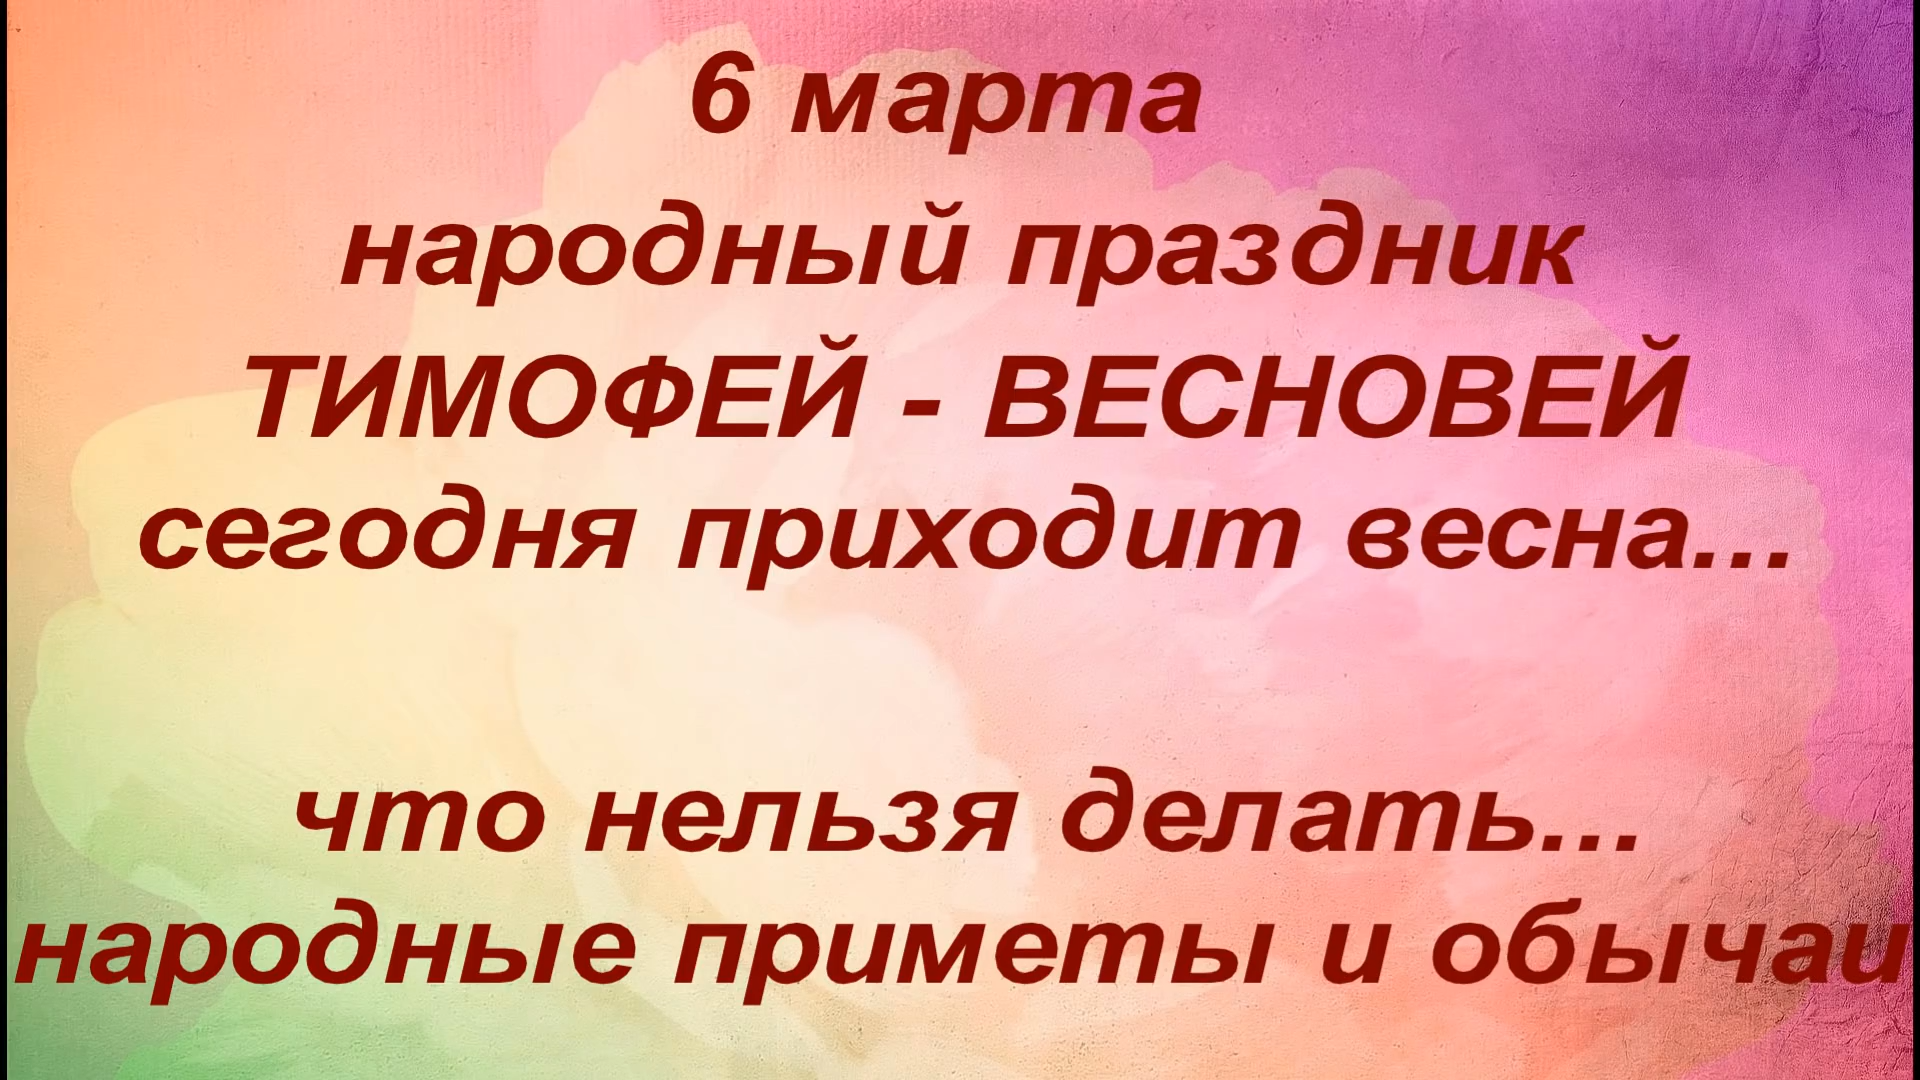 6 марта
народный праздник
ТИМОФЕЙ - ВЕСНОВЕЙ
сегодня приходит весна...
что нельзя делать...
народные приметы и обычаи